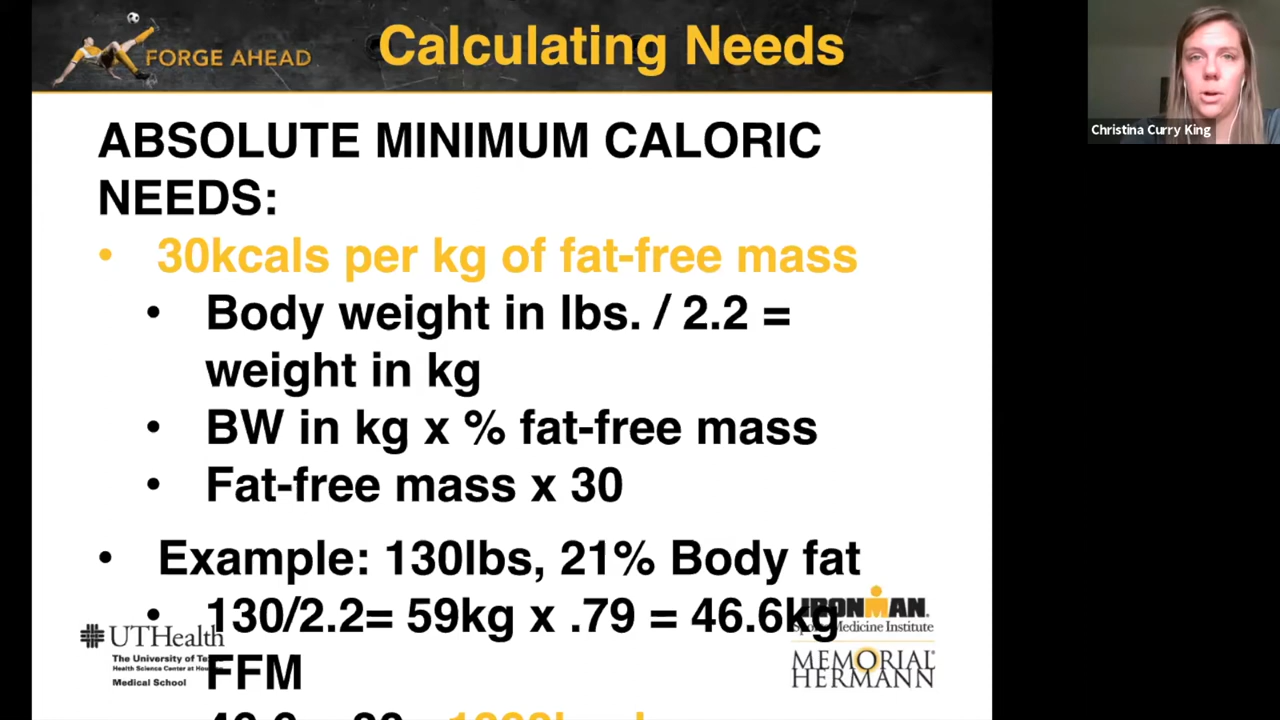 FORGE AHEAD
Calculating Needs
Christina Curry King
ABSOLUTE MINIMUM CALORIC
NEEDS:
• 30kcals per kg of fat-free mass
• Body weight in lbs. / 2.2 =
weight in kg
• BW in kg x % fat-free mass
• Fat-free mass x 30
• Example: 130lbs, 21% Body fat
• 130/2.2= 59kg x .79 = 46.6kg
FFM
UTHealth
The University of
Health Science Center at
Medical School
IRONMAN
Medicine Institute
MEMORIAL
HERMANN